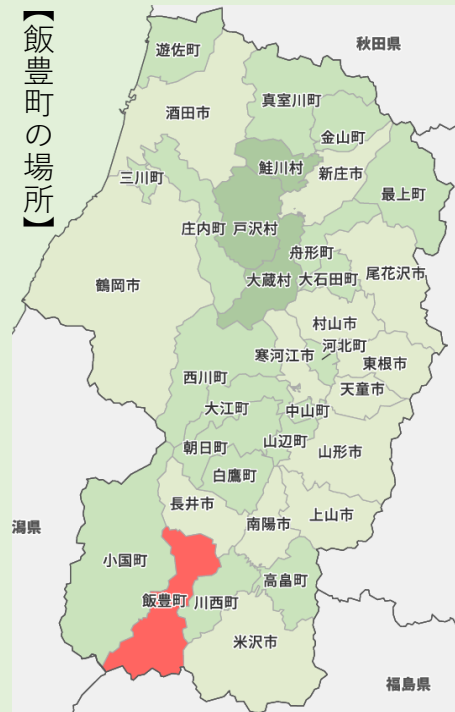 【飯豊町の場所】
秋田県
遊佐町
真室川町
酒田市
金山町
鮭川村
新庄市
三川町
最上町
庄内町
戸沢村
舟形町
大蔵村
大石田町
尾花沢市
鶴岡市
村山市
河北町
寒河江市
東根市
西川町
天童市
大江町
中山町
朝日町
山辺町
山形市
白鷹町
長井市
南陽市
上山市
潟県
小国町
高畠町
飯豊町
川西町
米沢市
福島県